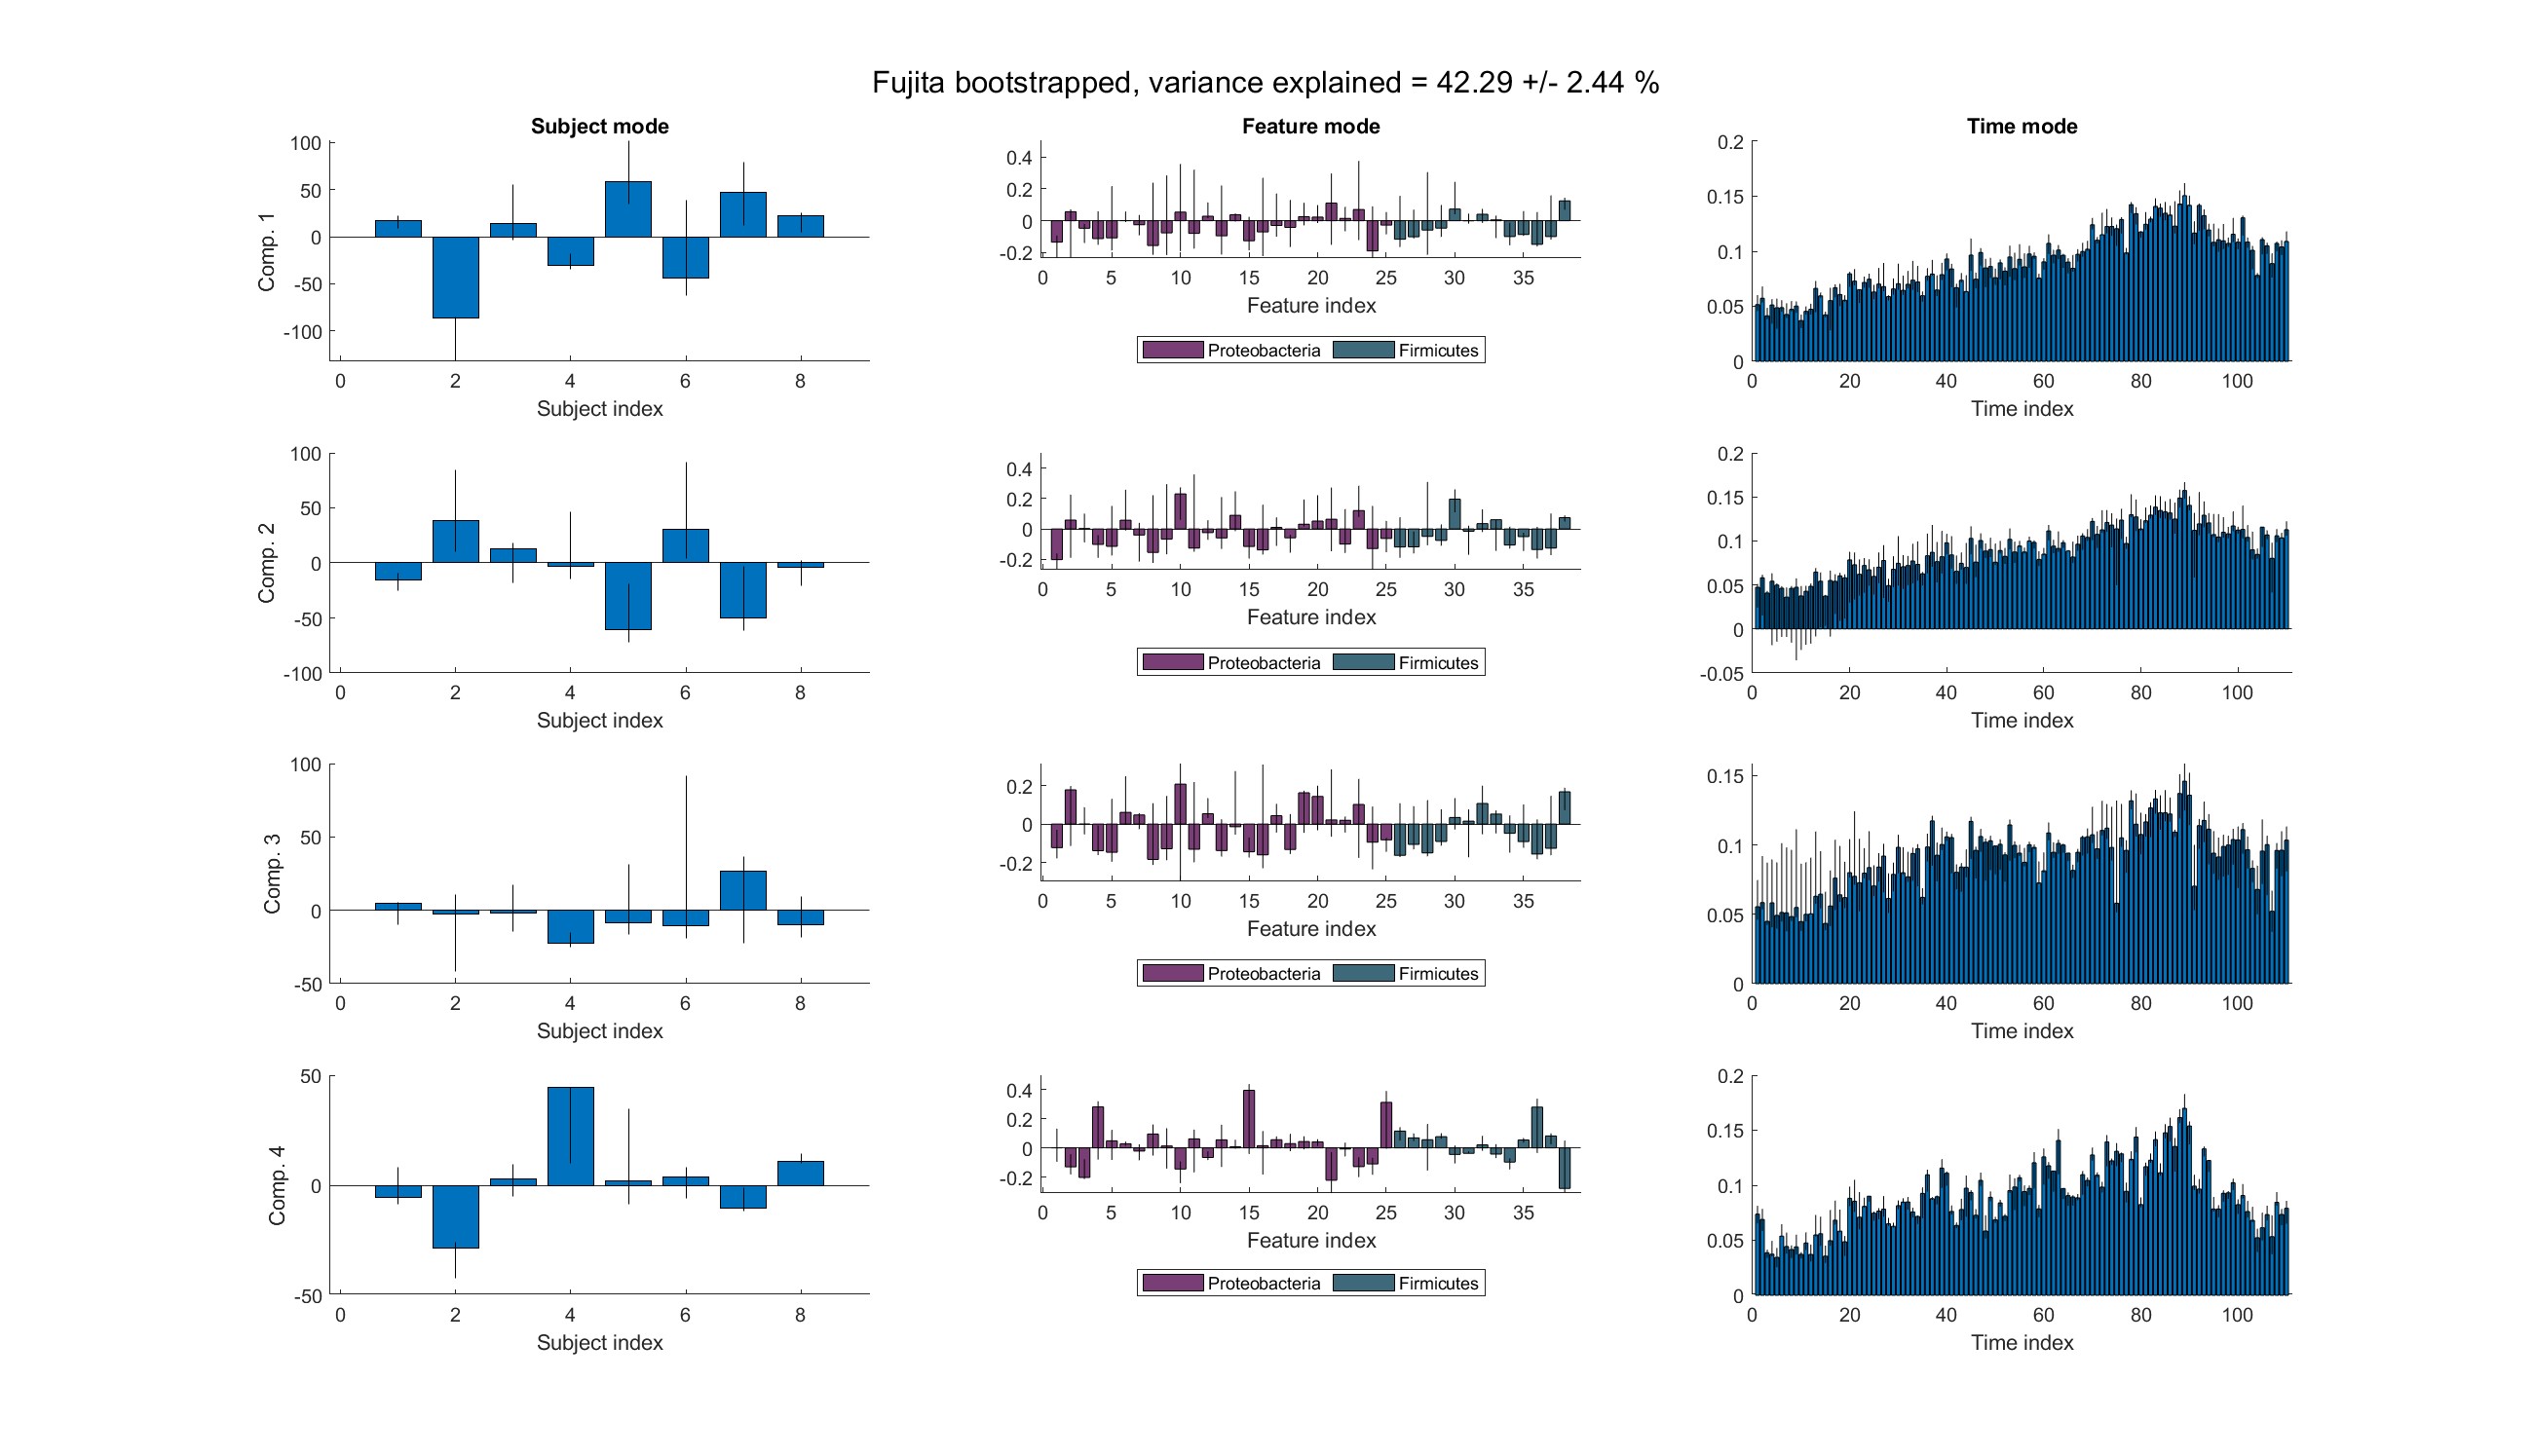 Fujita bootstrapped, variance explained = 42.29 +/- 2.44 %
Subject mode
Feature mode
Time mode
Comp. 1
100
50
0
-50
-100
0 2 4 6 8
Subject index
0.4
0.2
0
-0.2
0 5 10 15 20 25 30 35
Feature index
Proteobacteria Firmicutes
0.2
0.15
0.1
0.05
0
0 20 40 60 80 100
Time index
Comp. 2
100
50
0
-50
-100
0 2 4 6 8
Subject index
0.4
0.2
0
-0.2
0 5 10 15 20 25 30 35
Feature index
Proteobacteria Firmicutes
0.2
0.15
0.1
0.05
0
-0.05
0 20 40 60 80 100
Time index
Comp. 3
100
50
0
-50
0 2 4 6 8
Subject index
0.2
0
-0.2
0 5 10 15 20 25 30 35
Feature index
Proteobacteria Firmicutes
0.15
0.1
0.05
0
0 20 40 60 80 100
Time index
Comp. 4
50
0
-50
0 2 4 6 8
Subject index
0.4
0.2
0
-0.2
0 5 10 15 20 25 30 35
Feature index
Proteobacteria Firmicutes
0.2
0.15
0.1
0.05
0
0 20 40 60 80 100
Time index